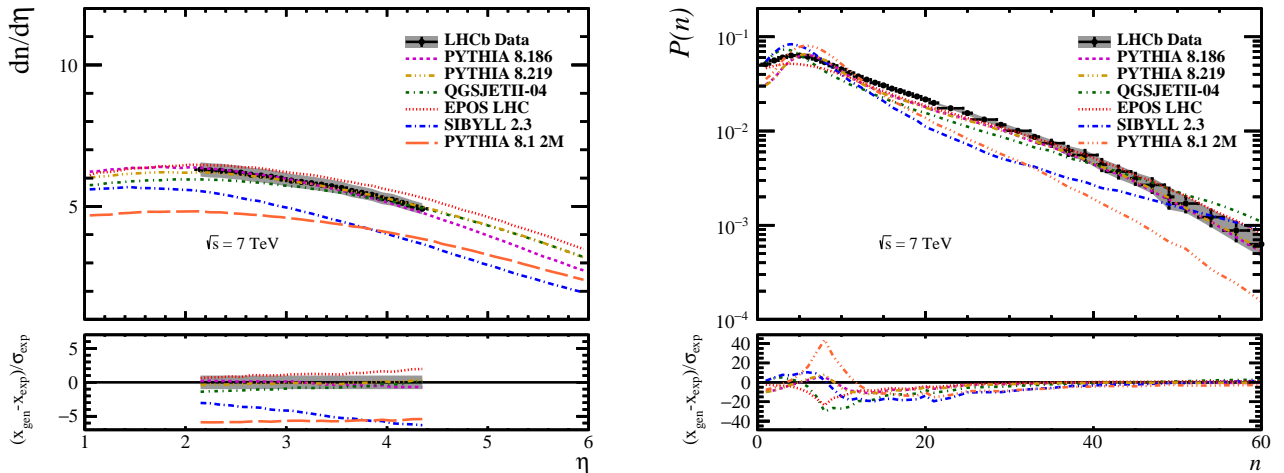 dn/dη
10
5
LHCb Data
PYTHIA 8.186
PYTHIA 8.219
QGSJETII-04
EPOS LHC
SIBYLL 2.3
PYTHIA 8.1 2M
√s = 7 TeV
(x_gen-x_exp)/σ_exp
5
0
−5
1 2 3 4 5 6
η
P(n)
10⁻¹
10⁻²
10⁻³
10⁻⁴
LHCb Data
PYTHIA 8.186
PYTHIA 8.219
QGSJETII-04
EPOS LHC
SIBYLL 2.3
PYTHIA 8.1 2M
√s = 7 TeV
(x_gen-x_exp)/σ_exp
40
20
0
−20
−40
0 20 40 60
n